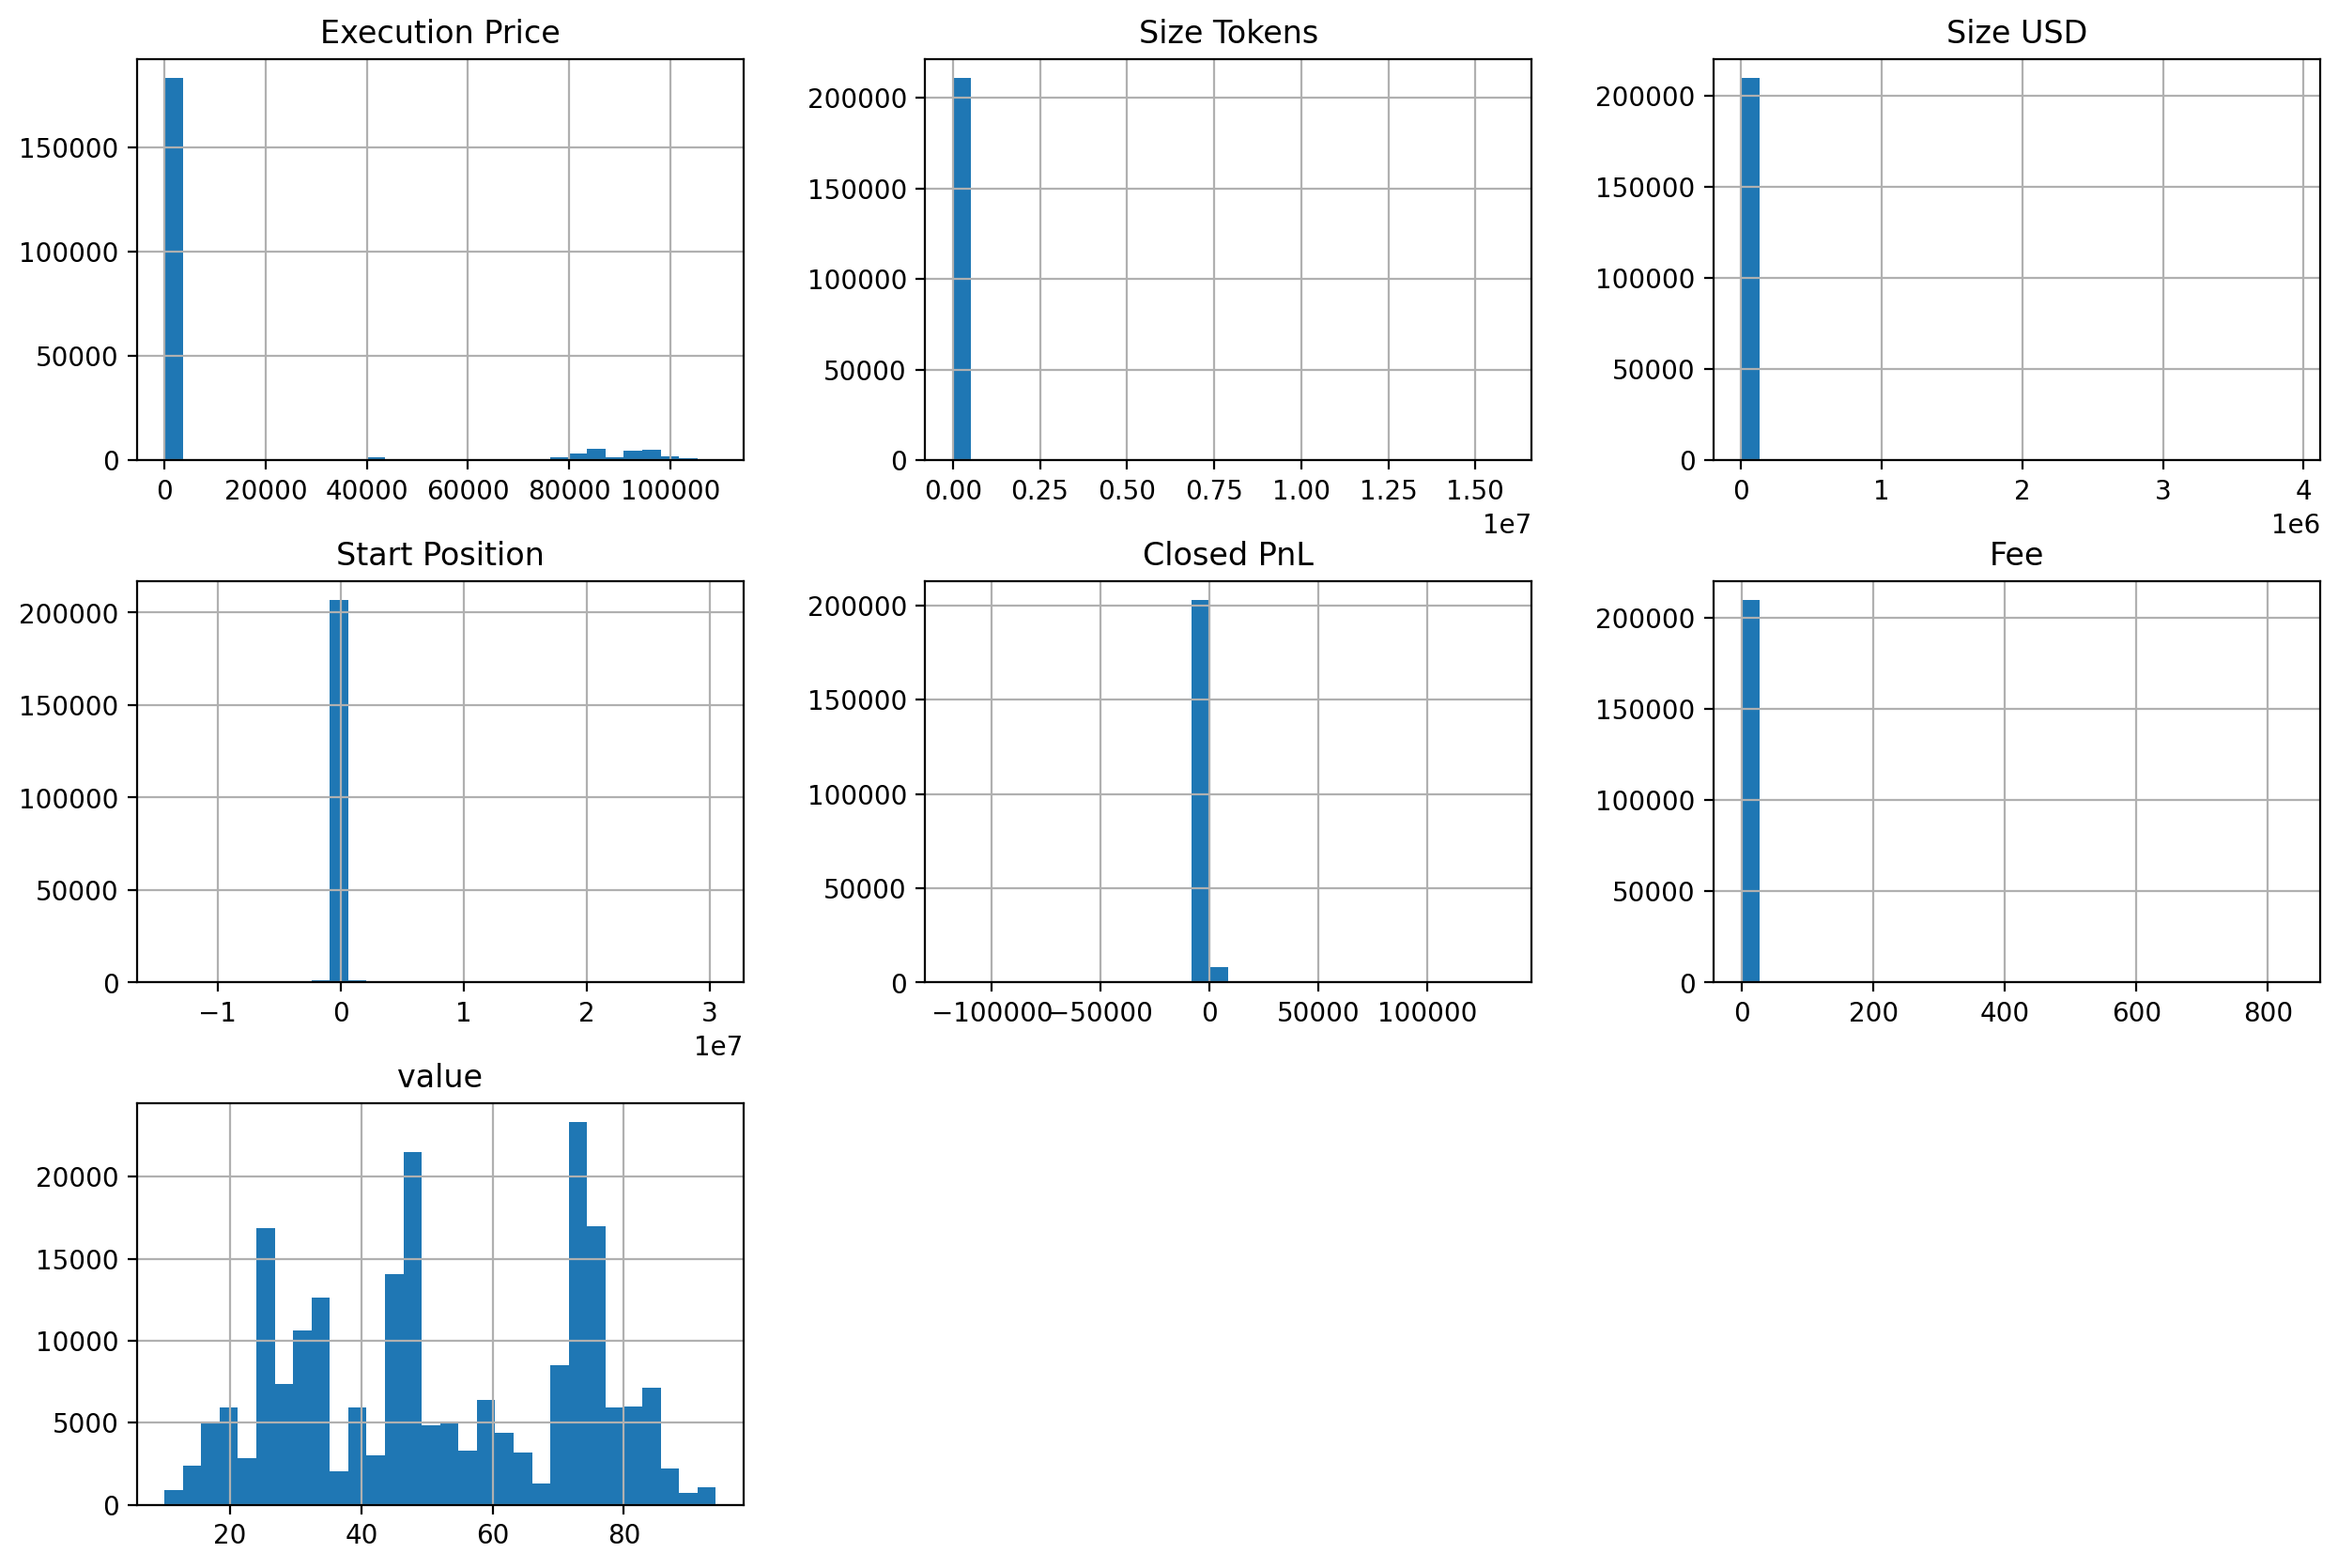 Execution Price
150000
100000
50000
0
0 20000 40000 60000 80000 100000
Size Tokens
200000
150000
100000
50000
0
0.00 0.25 0.50 0.75 1.00 1.25 1.50
1e7
Size USD
200000
150000
100000
50000
0
0 1 2 3 4
1e6
Start Position
200000
150000
100000
50000
0
−1 0 1 2 3
1e7
Closed PnL
200000
150000
100000
50000
0
−100000 −50000 0 50000 100000
Fee
200000
150000
100000
50000
0
0 200 400 600 800
value
20000
15000
10000
5000
0
20 40 60 80